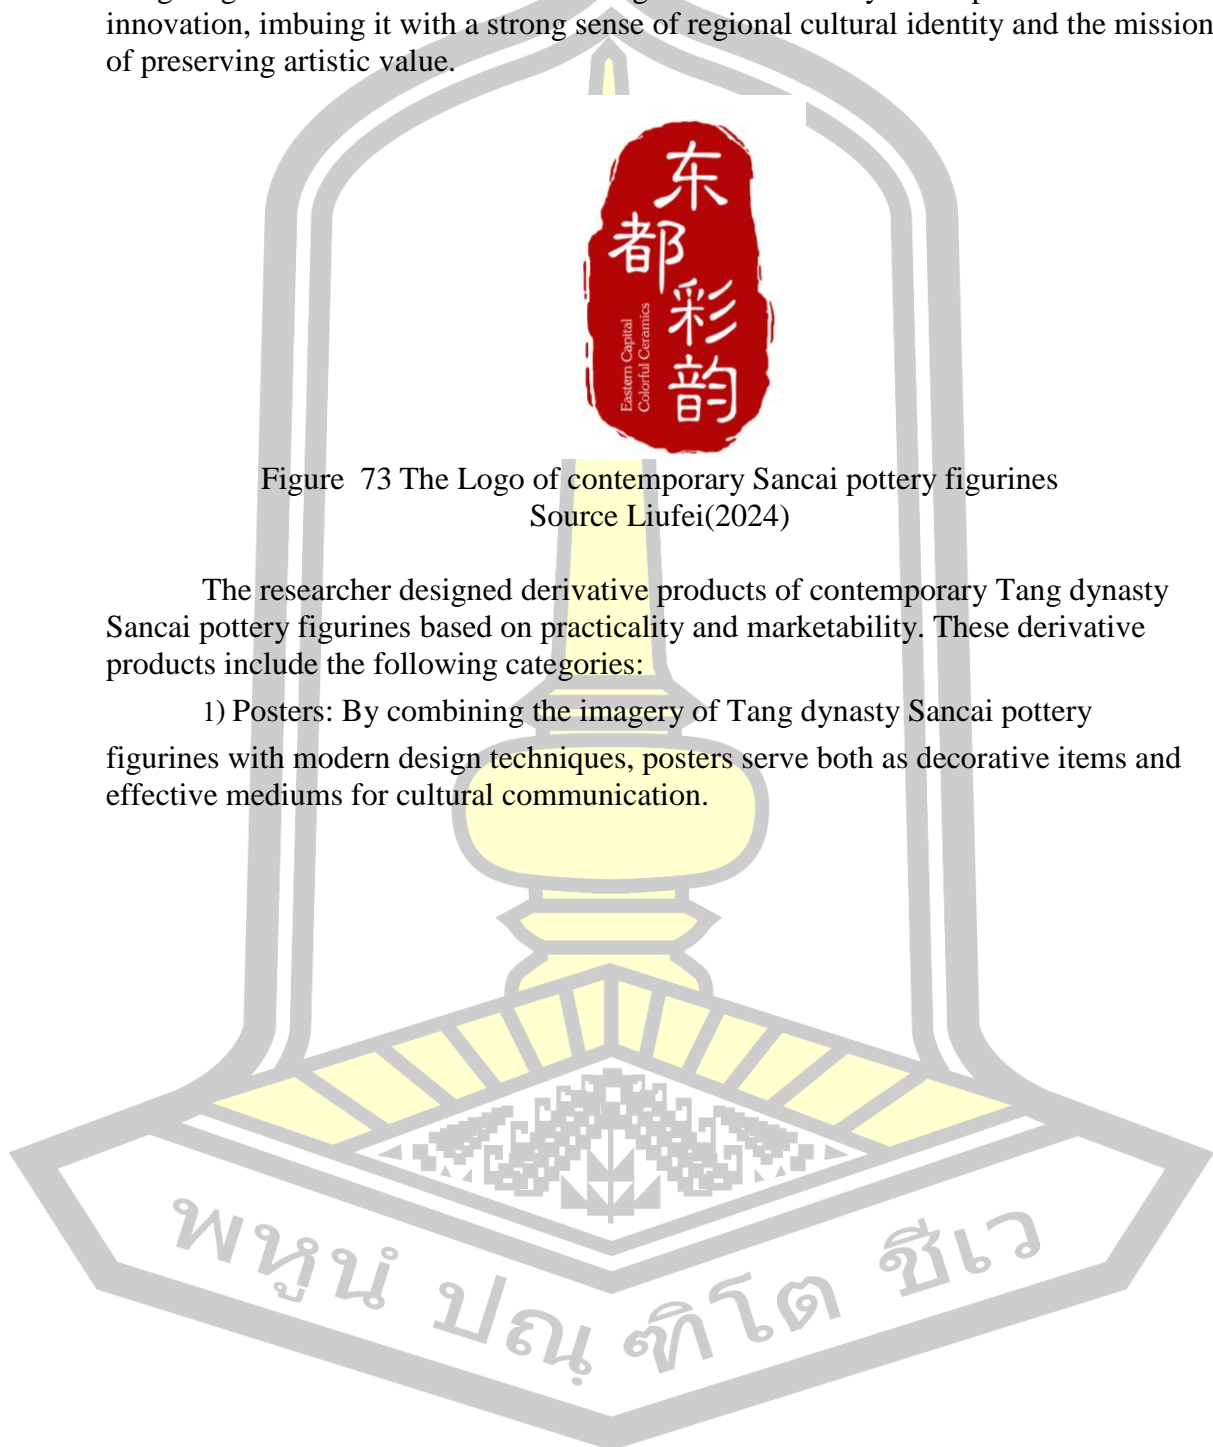 innovation, imbuing it with a strong sense of regional cultural identity and the mission
of preserving artistic value.
东
都
彩
韵
Eastern Capital
Colorful Ceramics
Figure 73 The Logo of contemporary Sancai pottery figurines
Source Liufei(2024)
The researcher designed derivative products of contemporary Tang dynasty
Sancai pottery figurines based on practicality and marketability. These derivative
products include the following categories:
1) Posters: By combining the imagery of Tang dynasty Sancai pottery
figurines with modern design techniques, posters serve both as decorative items and
effective mediums for cultural communication.
พหูนํ ปณฺฑิโต ชีเว